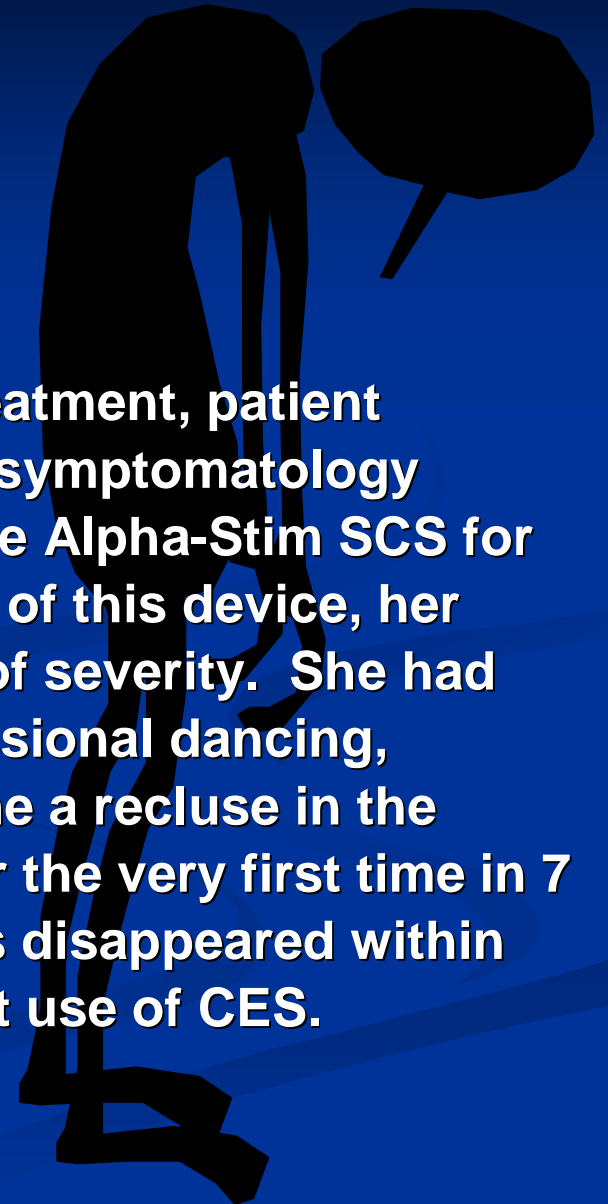 eatment, patient
symptomatology
e Alpha-Stim SCS for
of this device, her
of severity.  She had
sional dancing,
ne a recluse in the
r the very first time in 7
s disappeared within
t use of CES.